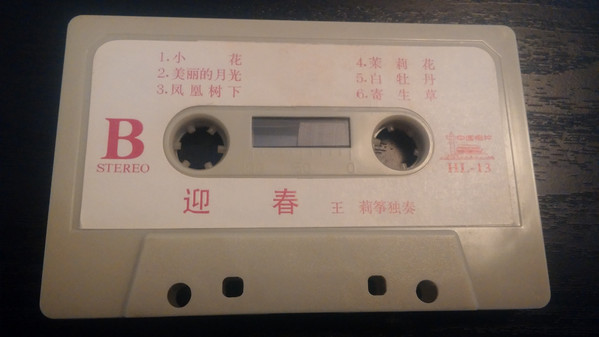 1.小 花
2.美丽的月光
3.凤凰树下
4.茉莉花
5.白牡丹
6.寄生草
B
STEREO
HL-13
迎春
王 莉筝独奏